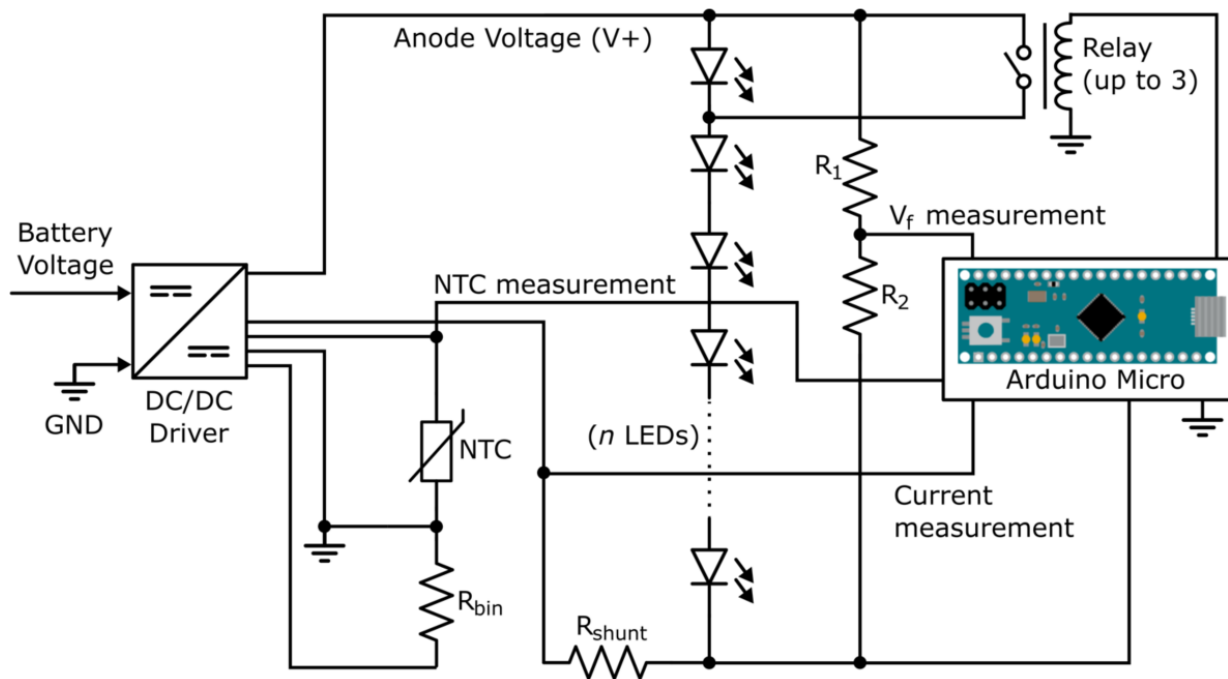 Anode Voltage (V+)
Relay
(up to 3)
R1
Vf measurement
Battery
Voltage
NTC measurement
R2
Arduino Micro
GND
DC/DC
Driver
NTC
(n LEDs)
Current
measurement
Rbin
Rshunt